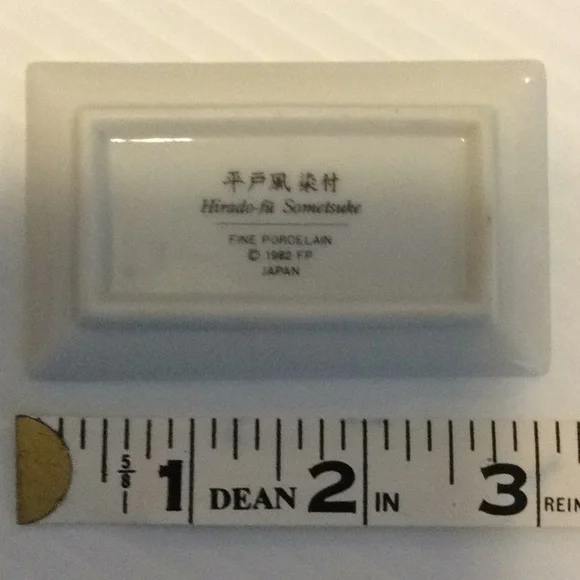 平戸風 染付
Hirado-fū Sometsuke
FINE PORCELAIN
© 1982 FP
JAPAN
5/8 1 DEAN 2 IN 3 REIN